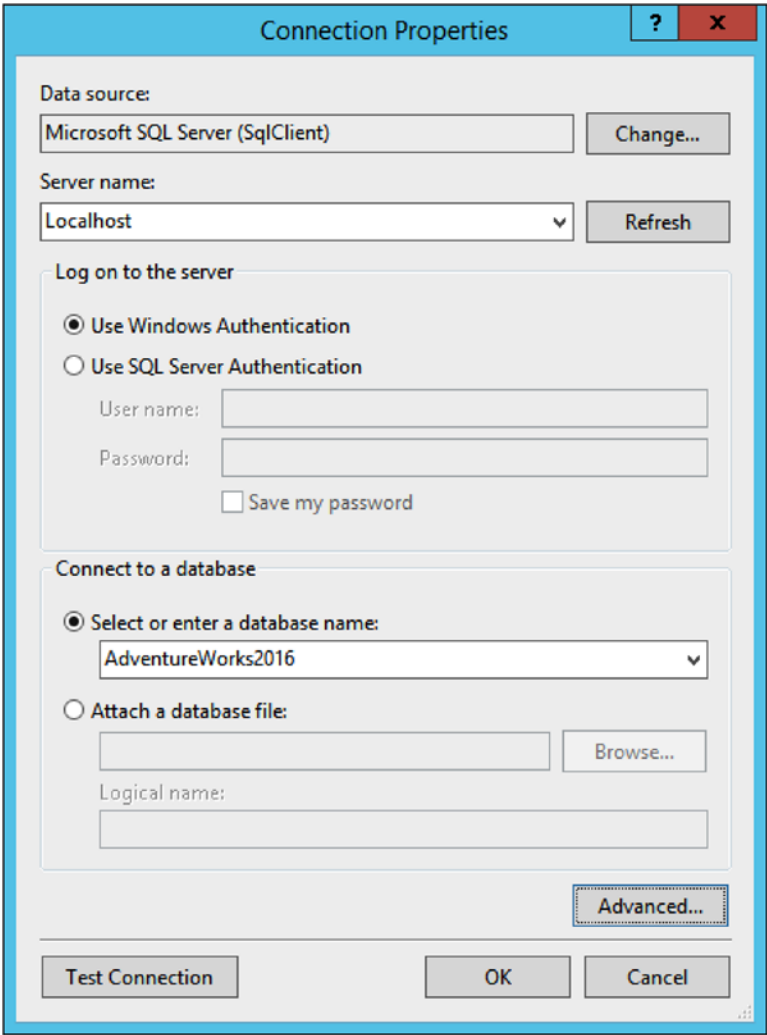 Connection Properties
?
x
Data source:
Microsoft SQL Server (SqlClient)
Change...
Server name:
Localhost
Refresh
Log on to the server
Use Windows Authentication
Use SQL Server Authentication
User name:
Password:
Save my password
Connect to a database
Select or enter a database name:
AdventureWorks2016
Attach a database file:
Browse...
Logical name:
Advanced...
Test Connection
OK
Cancel